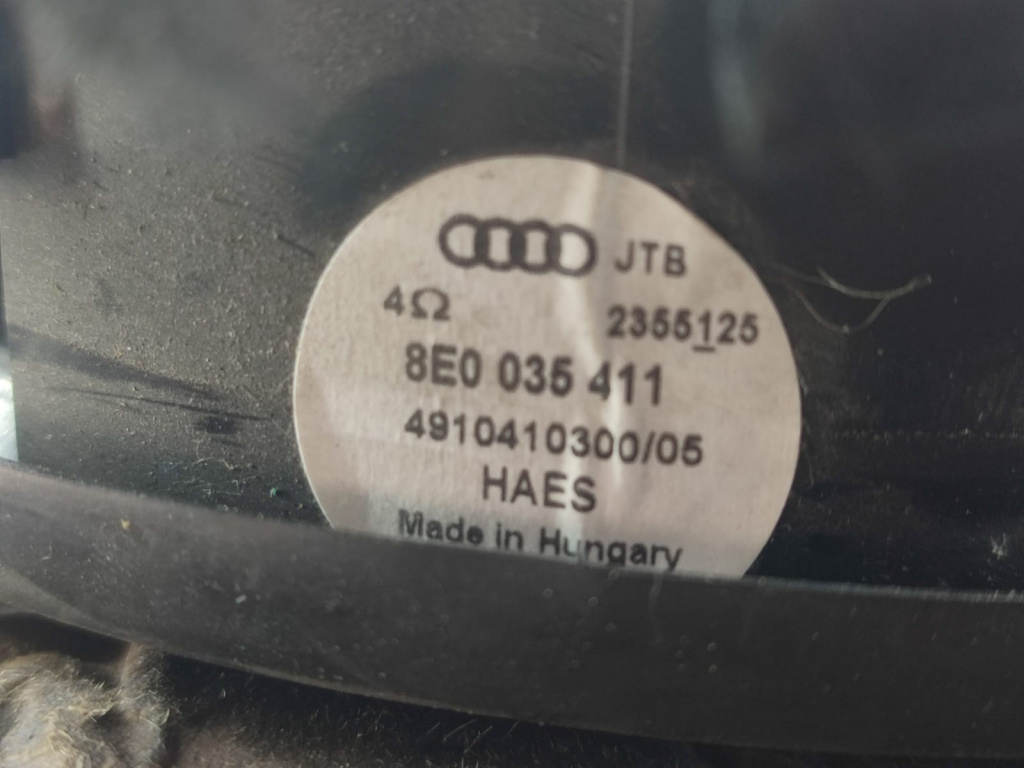 JTB
4Ω 2355125
8E0 035 411
4910410300/05
HAES
Made in Hungary